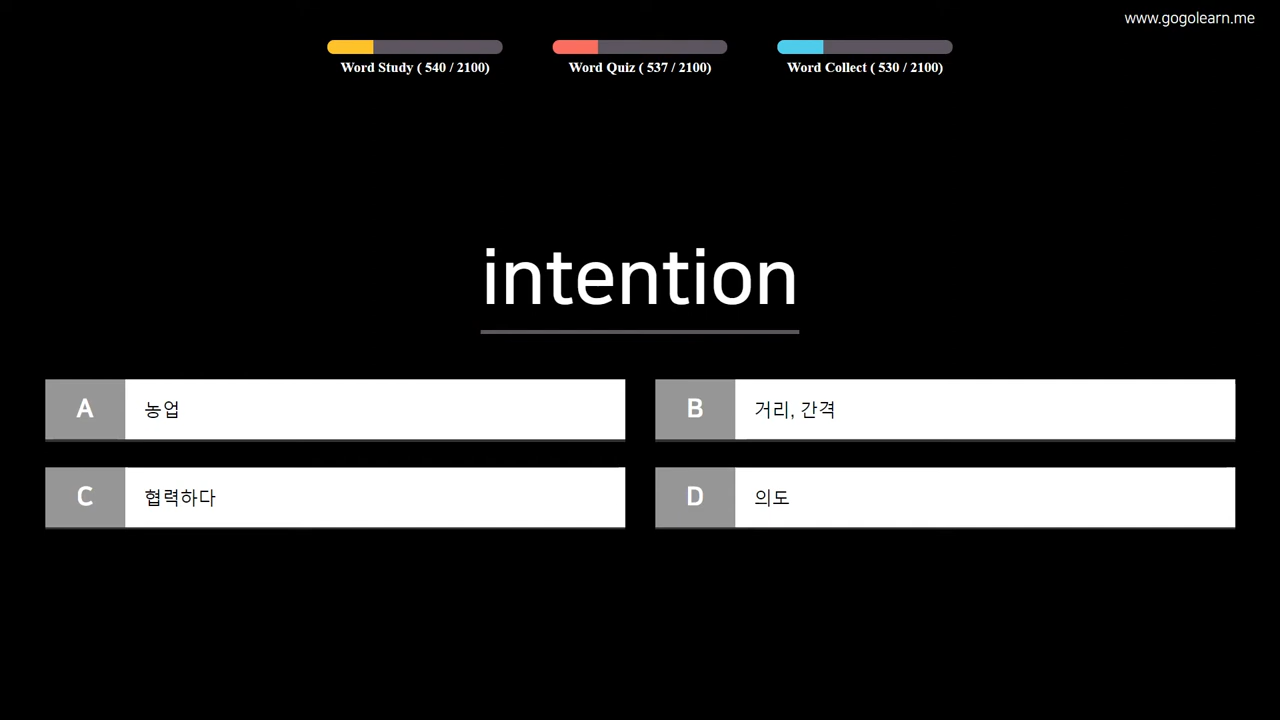 www.gogolearn.me
Word Study ( 540 / 2100)
Word Quiz ( 537 / 2100)
Word Collect ( 530 / 2100)
intention
A 농업
B 거리, 간격
C 협력하다
D 의도